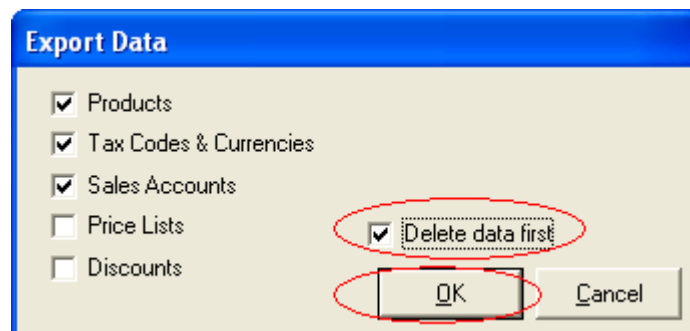 Export Data
Products
Tax Codes & Currencies
Sales Accounts
Price Lists
Delete data first
Discounts
OK
Cancel